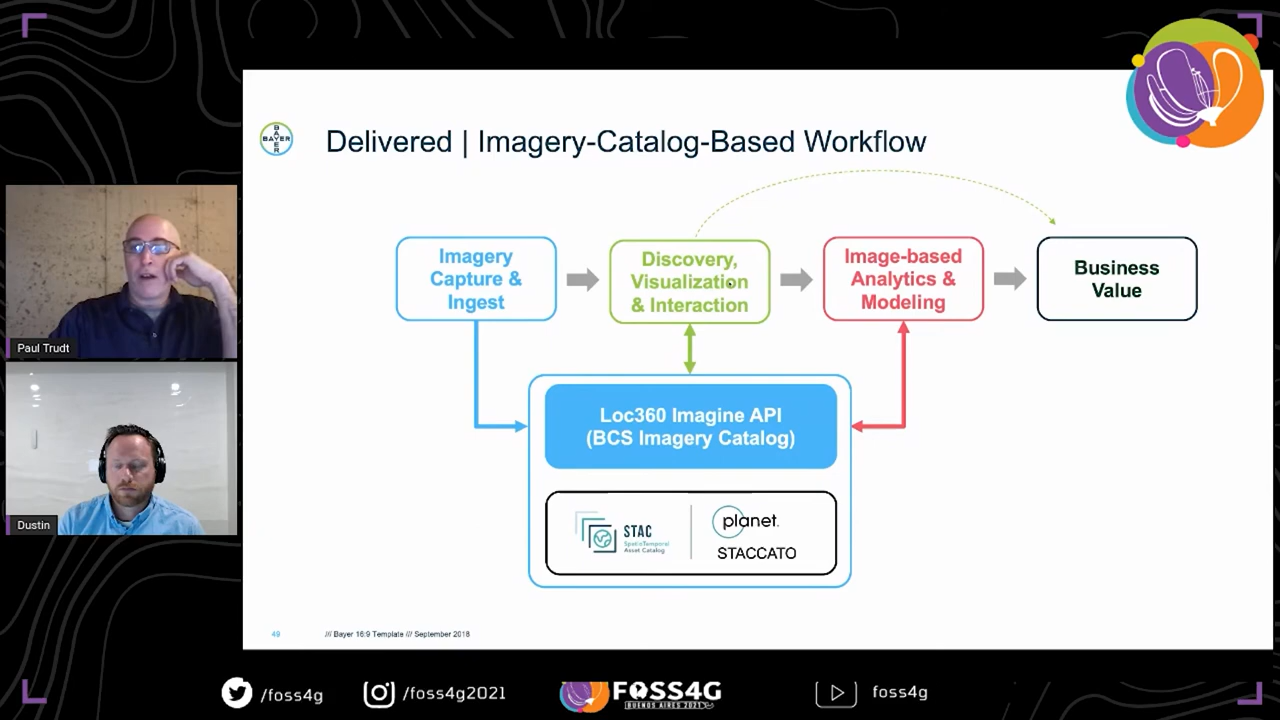 BAYER
BAYER
Delivered | Imagery-Catalog-Based Workflow
Imagery
Capture &
Ingest
Discovery,
Visualization
& Interaction
Image-based
Analytics &
Modeling
Business
Value
Paul Trudt
Loc360 Imagine API
(BCS Imagery Catalog)
Dustin
STAC
SpatioTemporal
Asset Catalog
planet.
STACCATO
49
/// Bayer 16:9 Template /// September 2018
/foss4g
/foss4g2021
FOSS4G
BUENOS AIRES 2021
foss4g